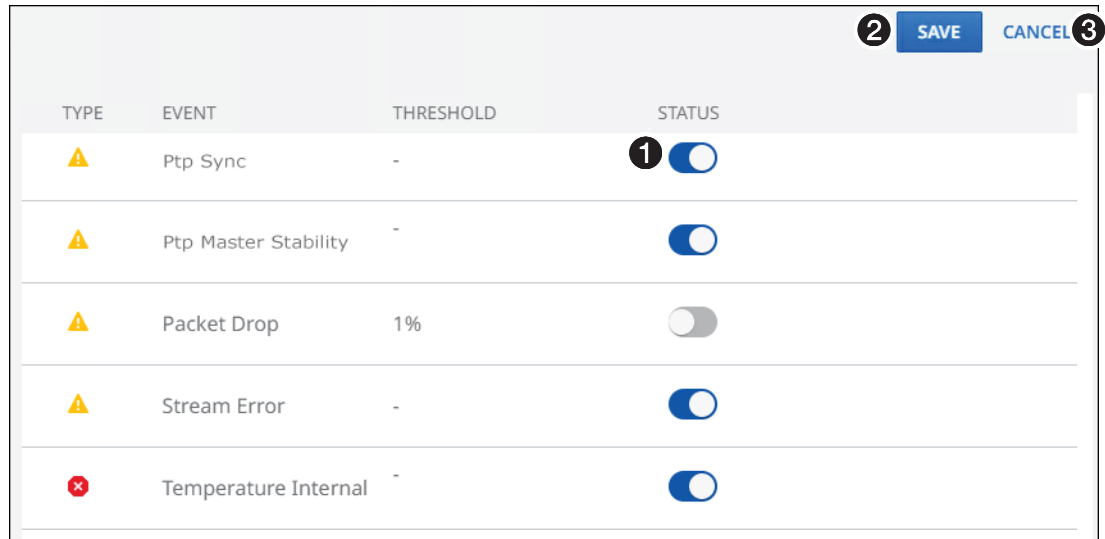 2 SAVE CANCEL 3
TYPE EVENT THRESHOLD STATUS
Ptp Sync - 1
Ptp Master Stability -
Packet Drop 1%
Stream Error -
Temperature Internal -